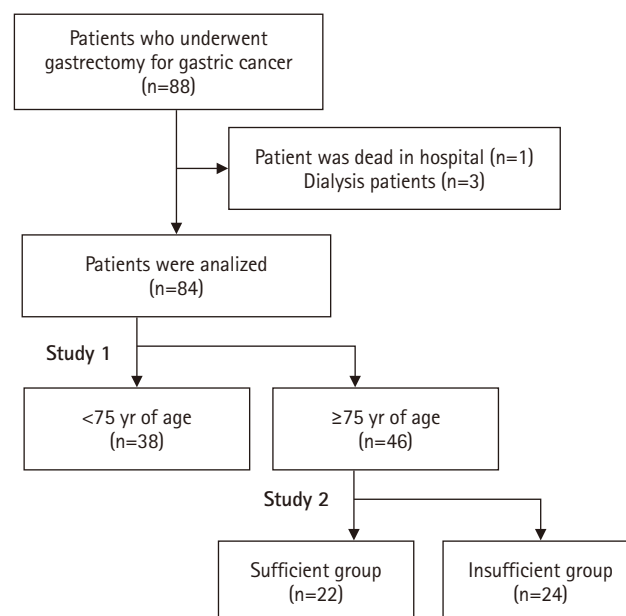 Patients who underwent
gastrectomy for gastric cancer
(n=88)
Patient was dead in hospital (n=1)
Dialysis patients (n=3)
Patients were analized
(n=84)
Study 1
<75 yr of age
(n=38)
≥75 yr of age
(n=46)
Study 2
Sufficient group
(n=22)
Insufficient group
(n=24)